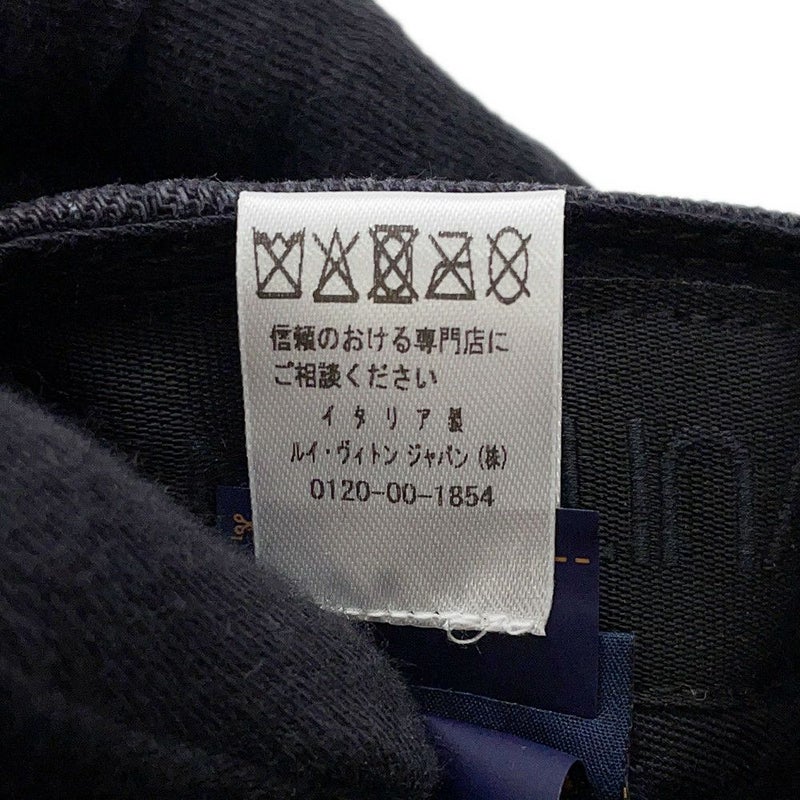 信頼のおける専門店に
ご相談ください
イタリア製
ルイ・ヴィトン ジャパン (株)
0120-00-1854